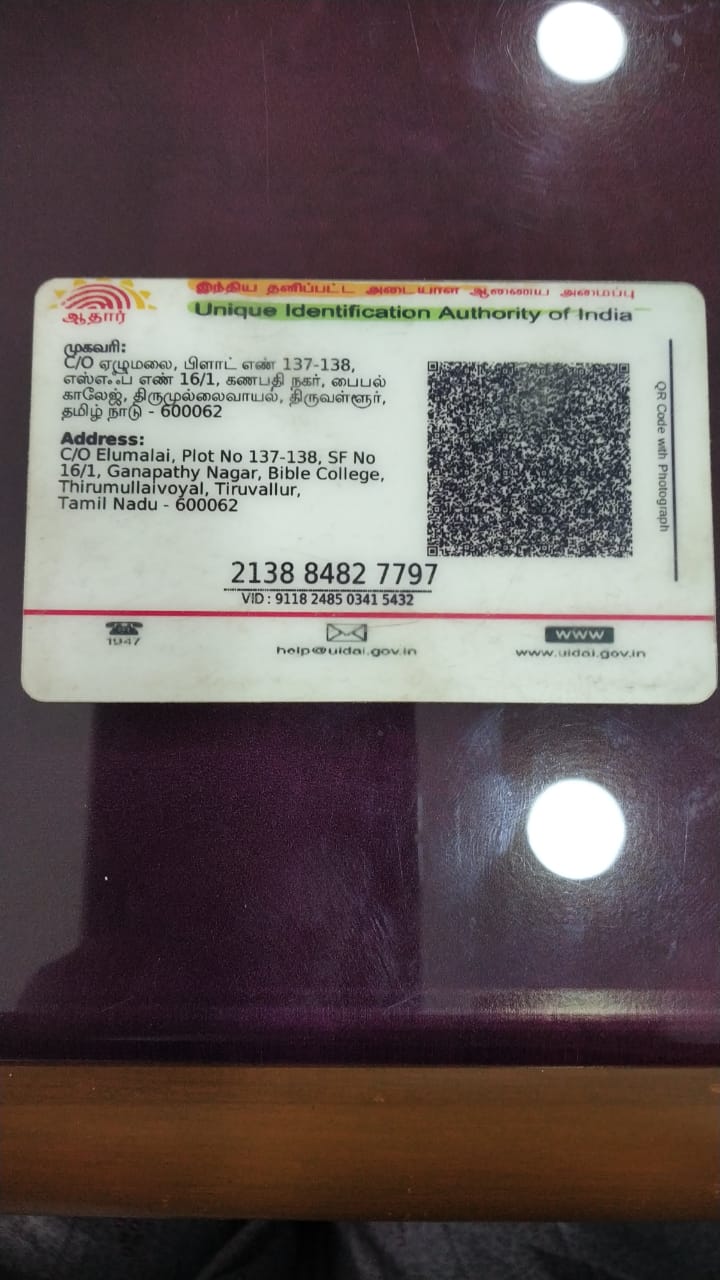 ஆதார்
இந்திய தனிப்பட்ட அடையாள ஆணைய அமைப்பு
Unique Identification Authority of India
முகவரி:
C/O ஏழுமலை, பிளாட் எண் 137-138,
எஸ்எஃப் எண் 16/1, கணபதி நகர், பைபல்
காலேஜ், திருமுல்லைவாயல், திருவள்ளூர்,
தமிழ் நாடு - 600062
Address:
C/O Elumalai, Plot No 137-138, SF No
16/1, Ganapathy Nagar, Bible College,
Thirumullaivoyal, Tiruvallur,
Tamil Nadu - 600062
QR Code with Photograph
2138 8482 7797
VID : 9118 2485 0341 5432
1947
help@uidai.gov.in
www
www.uidai.gov.in